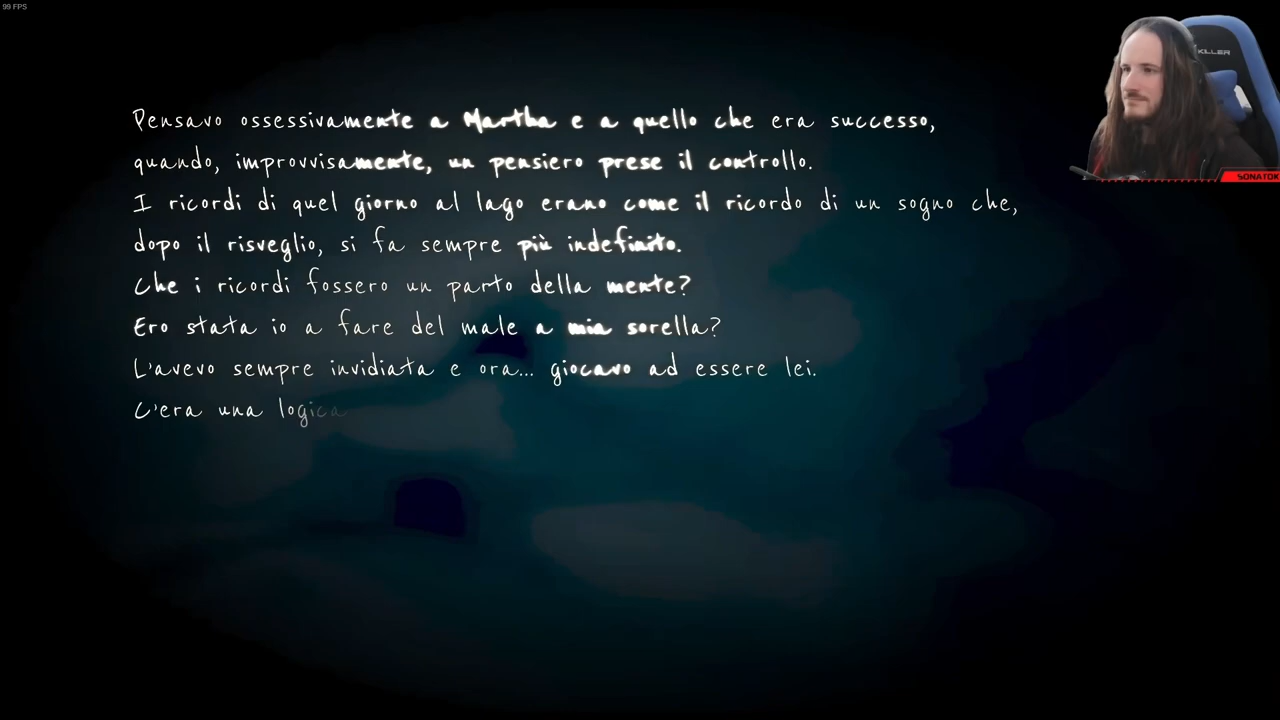 99 FPS
KILLER
SONATOK
Pensavo ossessivamente a Martha e a quello che era successo,
quando, improvvisamente, un pensiero prese il controllo.
I ricordi di quel giorno al lago erano come il ricordo di un sogno che,
dopo il risveglio, si fa sempre più indefinito.
Che i ricordi fossero un parto della mente?
Ero stata io a fare del male a mia sorella?
L'avevo sempre invidiata e ora... giocavo ad essere lei.
C'era una logica